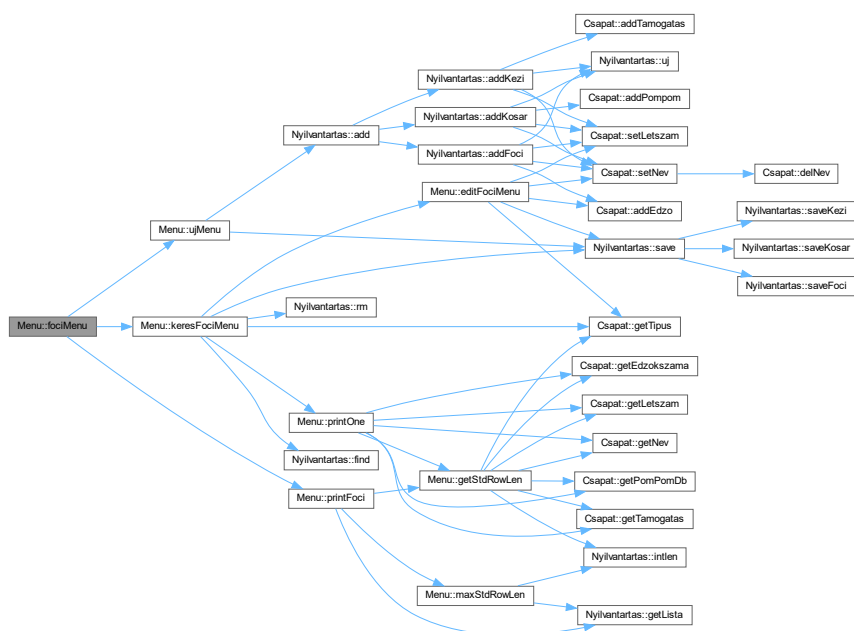 Csapat::addTamogatas
Nyilvantartas::uj
Nyilvantartas::addKezi
Csapat::addPompom
Nyilvantartas::addKosar
Nyilvantartas::add
Csapat::setLetszam
Nyilvantartas::addFoci
Csapat::setNev
Csapat::delNev
Menu::editFociMenu
Csapat::addEdzo
Nyilvantartas::saveKezi
Menu::ujMenu
Nyilvantartas::save
Nyilvantartas::saveKosar
Nyilvantartas::saveFoci
Nyilvantartas::rm
Menu::fociMenu
Menu::keresFociMenu
Csapat::getTipus
Csapat::getEdzokszama
Csapat::getLetszam
Menu::printOne
Csapat::getNev
Nyilvantartas::find
Menu::getStdRowLen
Csapat::getPomPomDb
Menu::printFoci
Csapat::getTamogatas
Nyilvantartas::intlen
Menu::maxStdRowLen
Nyilvantartas::getLista